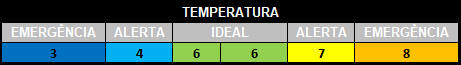 TEMPERATURA
EMERGÊNCIA ALERTA IDEAL ALERTA EMERGÊNCIA
3 4 6 6 7 8